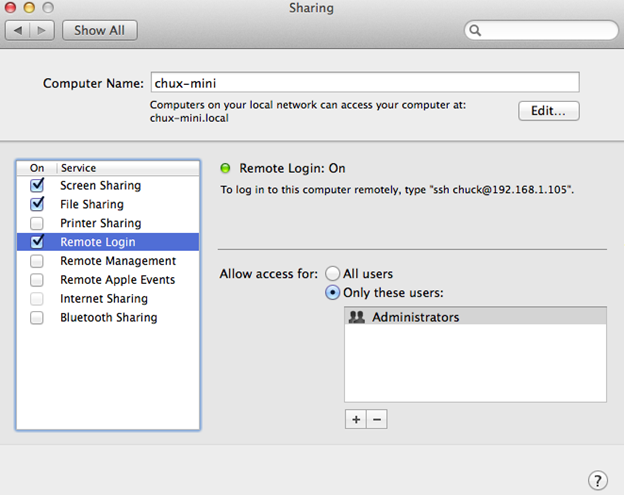 Sharing
Show All
Computer Name: chux-mini
Computers on your local network can access your computer at:
chux-mini.local
Edit...
On Service
Screen Sharing
File Sharing
Printer Sharing
Remote Login
Remote Management
Remote Apple Events
Internet Sharing
Bluetooth Sharing
Remote Login: On
To log in to this computer remotely, type "ssh chuck@192.168.1.105".
Allow access for: All users
Only these users:
Administrators
+ −
?